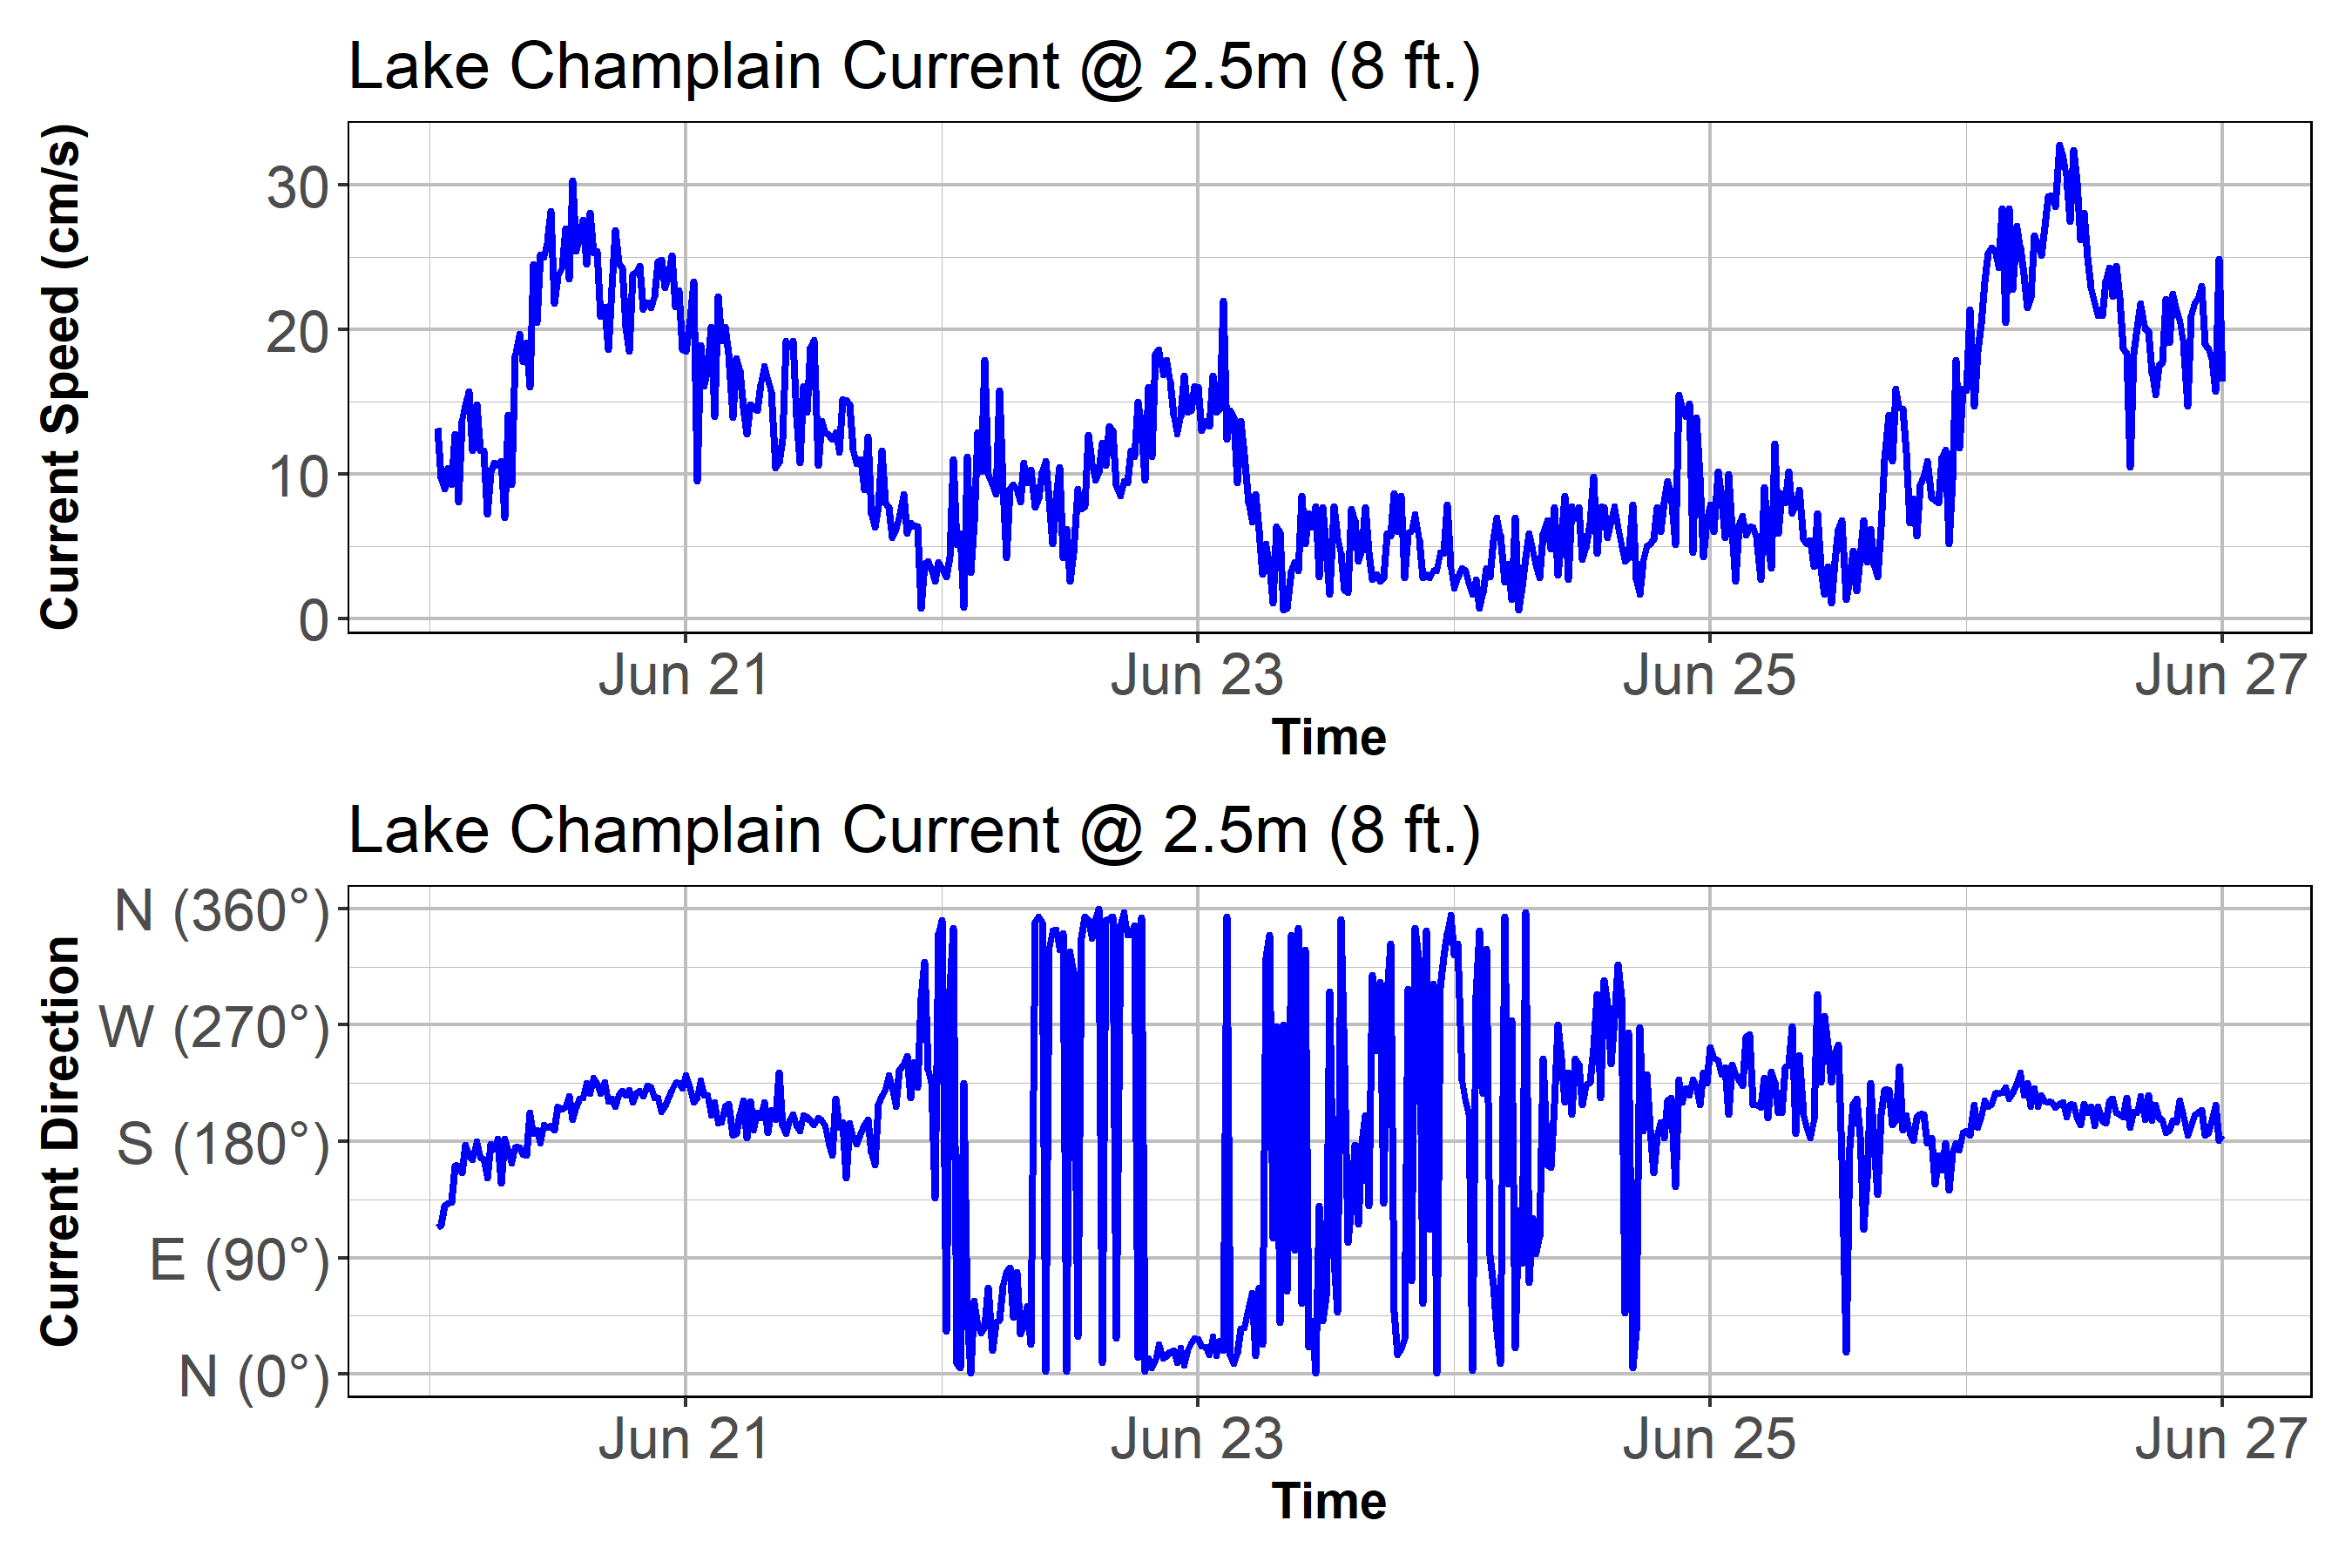 Lake Champlain Current @ 2.5m (8 ft.)
Current Speed (cm/s)
30
20
10
0
Jun 21 Jun 23 Jun 25 Jun 27
Time
Lake Champlain Current @ 2.5m (8 ft.)
Current Direction
N (360°)
W (270°)
S (180°)
E (90°)
N (0°)
Jun 21 Jun 23 Jun 25 Jun 27
Time